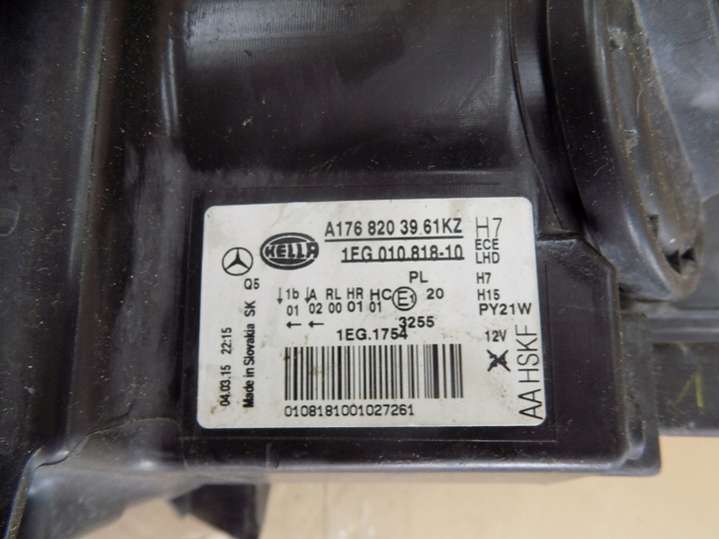 A176 820 39.61KZ
HELLA
1EG 010.818-10
H7
ECE
LHD
PL
H7
Q5
↓1b ↓A RL HR HC E1 20
01 02 00 01 01
H15
PY21W
← ←
3255
12V
1EG.1754
AAHSKF
04.03.15 22:15
Made in Slovakia SK
0108181001027261
1